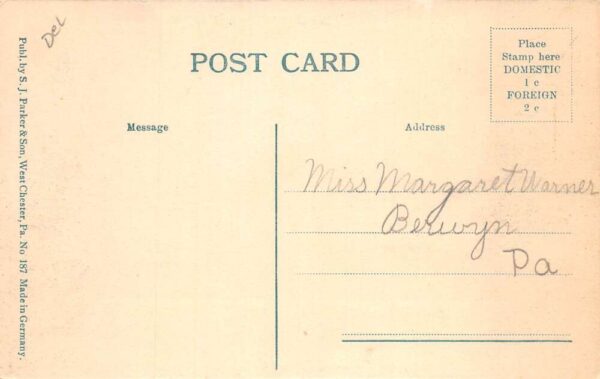 Del
POST CARD
Place
Stamp here
DOMESTIC
1 c
FOREIGN
2 c
Message
Address
Miss Margaret Warner
Berwyn
Pa
Publ. by S. J. Parker & Son, West Chester, Pa. No 187 Made in Germany.